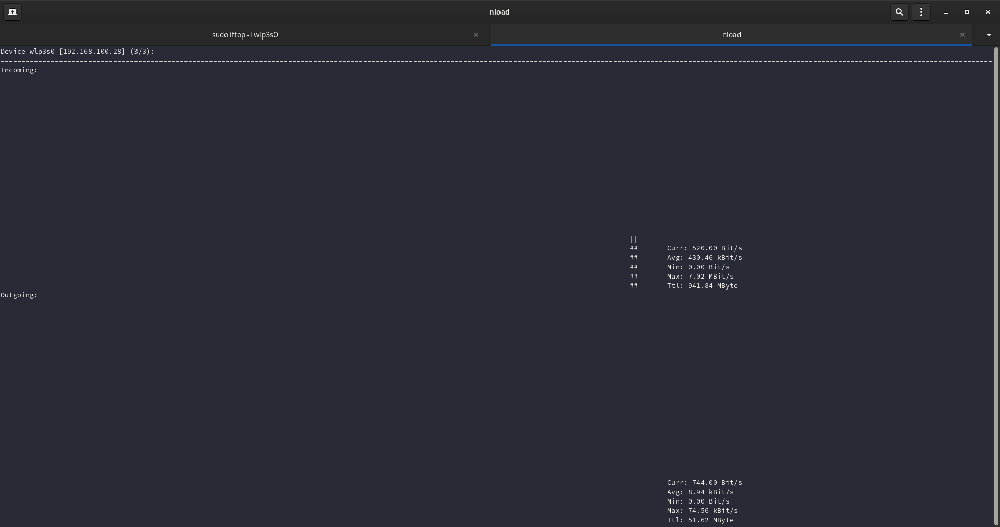 nload
sudo iftop -i wlp3s0
nload
Device wlp3s0 [192.168.100.28] (3/3):
==============================================================================================================================================================================================================================================
Incoming:
||
## Curr: 520.00 Bit/s
## Avg: 430.46 kBit/s
## Min: 0.00 Bit/s
## Max: 7.02 MBit/s
## Ttl: 941.84 MByte
Outgoing:
Curr: 744.00 Bit/s
Avg: 8.94 kBit/s
Min: 0.00 Bit/s
Max: 74.56 kBit/s
Ttl: 51.62 MByte